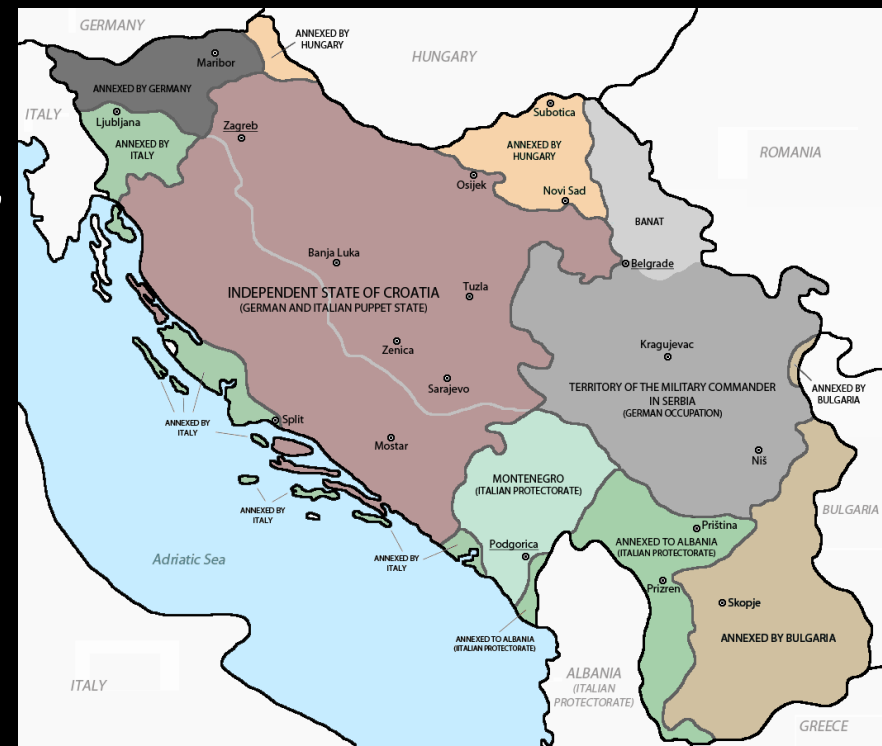 GERMANY
ANNEXED BY
HUNGARY
HUNGARY
Maribor
ANNEXED BY GERMANY
ITALY
Ljubljana
ANNEXED BY
ITALY
Zagreb
Subotica
ANNEXED BY
HUNGARY
ROMANIA
Osijek
Novi Sad
BANAT
Banja Luka
Belgrade
INDEPENDENT STATE OF CROATIA
(GERMAN AND ITALIAN PUPPET STATE)
Tuzla
Zenica
Kragujevac
Sarajevo
TERRITORY OF THE MILITARY COMMANDER
IN SERBIA
(GERMAN OCCUPATION)
ANNEXED BY
BULGARIA
ANNEXED BY
ITALY
Split
Mostar
Niš
MONTENEGRO
(ITALIAN PROTECTORATE)
ANNEXED BY
ITALY
BULGARIA
Priština
ANNEXED TO ALBANIA
(ITALIAN PROTECTORATE)
Podgorica
Adriatic Sea
ANNEXED BY
ITALY
Prizren
Skopje
ANNEXED TO ALBANIA
(IITALIAN PROTECTORATE)
ANNEXED BY BULGARIA
ITALY
ALBANIA
(ITALIAN
PROTECTORATE)
GREECE